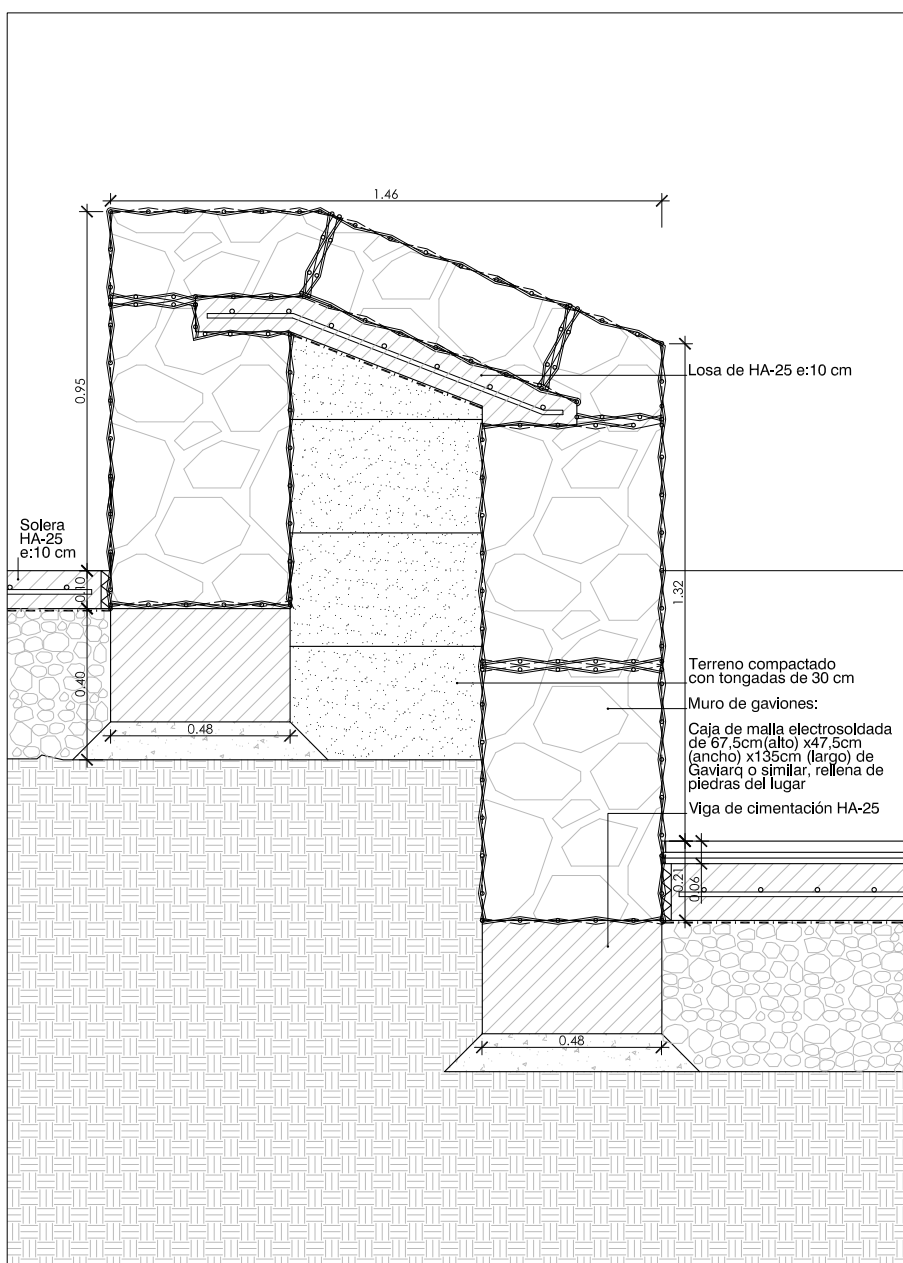 1.46
Losa de HA-25 e:10 cm
0.95
Solera
HA-25
e:10 cm
0.10
1.32
0.40
Terreno compactado
con tongadas de 30 cm
Muro de gaviones:
0.48
Caja de malla electrosoldada
de 67,5cm(alto) x47,5cm
(ancho) x135cm (largo) de
Gaviarq o similar, rellena de
piedras del lugar
Viga de cimentación HA-25
0.21
0.06
0.48